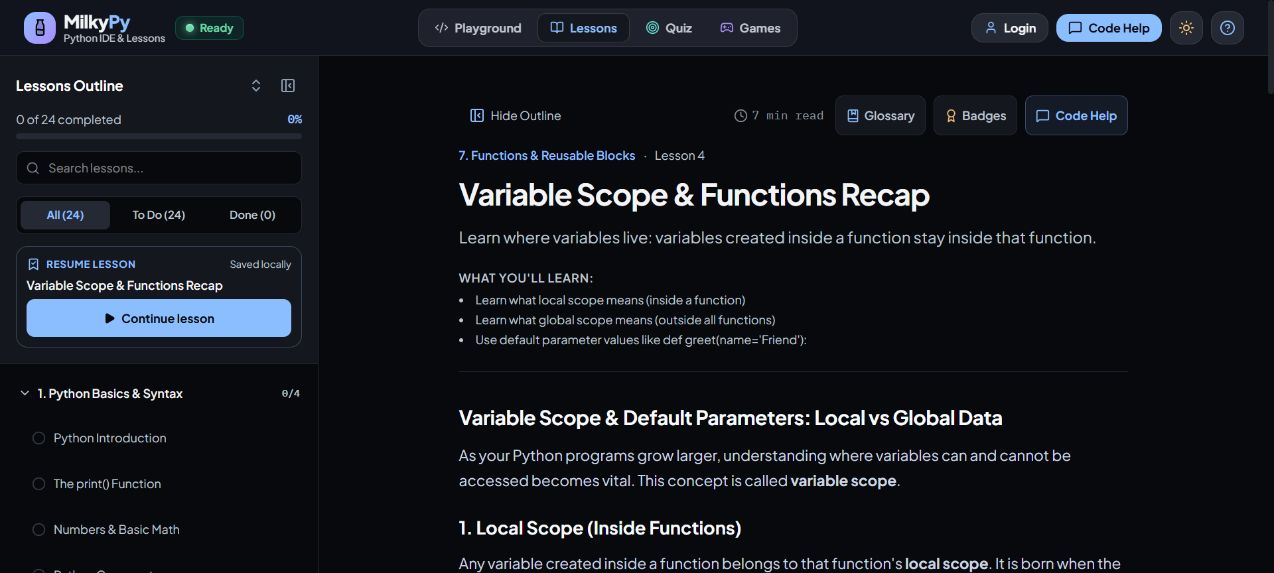 MilkyPy
Python IDE & Lessons
Ready
Playground
Lessons
Quiz
Games
Login
Code Help
Lessons Outline
0 of 24 completed
0%
Search lessons...
All (24)
To Do (24)
Done (0)
RESUME LESSON
Saved locally
Variable Scope & Functions Recap
Continue lesson
1. Python Basics & Syntax
0/4
Python Introduction
The print() Function
Numbers & Basic Math
Hide Outline
7 min read
Glossary
Badges
Code Help
7. Functions & Reusable Blocks · Lesson 4
Variable Scope & Functions Recap
Learn where variables live: variables created inside a function stay inside that function.
WHAT YOU'LL LEARN:
• Learn what local scope means (inside a function)
• Learn what global scope means (outside all functions)
• Use default parameter values like def greet(name='Friend'):
Variable Scope & Default Parameters: Local vs Global Data
As your Python programs grow larger, understanding where variables can and cannot be
accessed becomes vital. This concept is called variable scope.
1. Local Scope (Inside Functions)
Any variable created inside a function belongs to that function's local scope. It is born when the